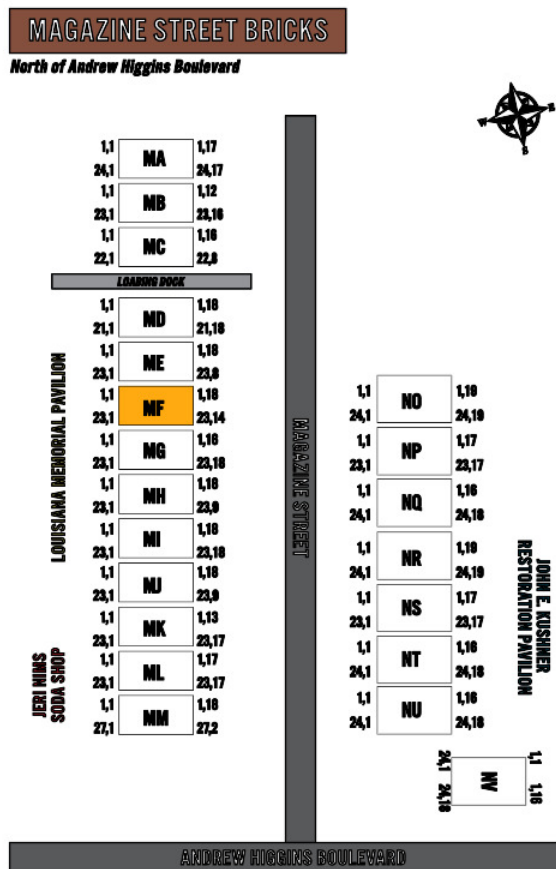 MAGAZINE STREET BRICKS
North of Andrew Higgins Boulevard
W
S
E
1,1 MA 1,17
24,1 24,17
1,1 MB 1,12
23,1 23,16
1,1 MC 1,16
22,1 22,8
LOADING DOCK
1,1 MD 1,18
21,1 21,18
1,1 ME 1,18
23,1 23,8
1,1 MF 1,18
23,1 23,14
1,1 MG 1,16
23,1 23,18
1,1 MH 1,18
23,1 23,9
1,1 MI 1,18
23,1 23,18
1,1 MJ 1,18
23,1 23,9
1,1 MK 1,13
23,1 23,17
1,1 ML 1,17
23,1 23,17
1,1 MM 1,18
27,1 27,2
LOUISIANA MEMORIAL PAVILION
JERI NIMS
SODA SHOP
MAGAZINE STREET
1,1 NO 1,19
24,1 24,19
1,1 NP 1,17
23,1 23,17
1,1 NQ 1,16
24,1 24,18
1,1 NR 1,19
24,1 24,19
1,1 NS 1,17
23,1 23,17
1,1 NT 1,16
24,1 24,18
1,1 NU 1,16
24,1 24,18
JOHN E. KUSHNER
RESTORATION PAVILION
24,1 NV 1,1
24,18 1,16
ANDREW HIGGINS BOULEVARD